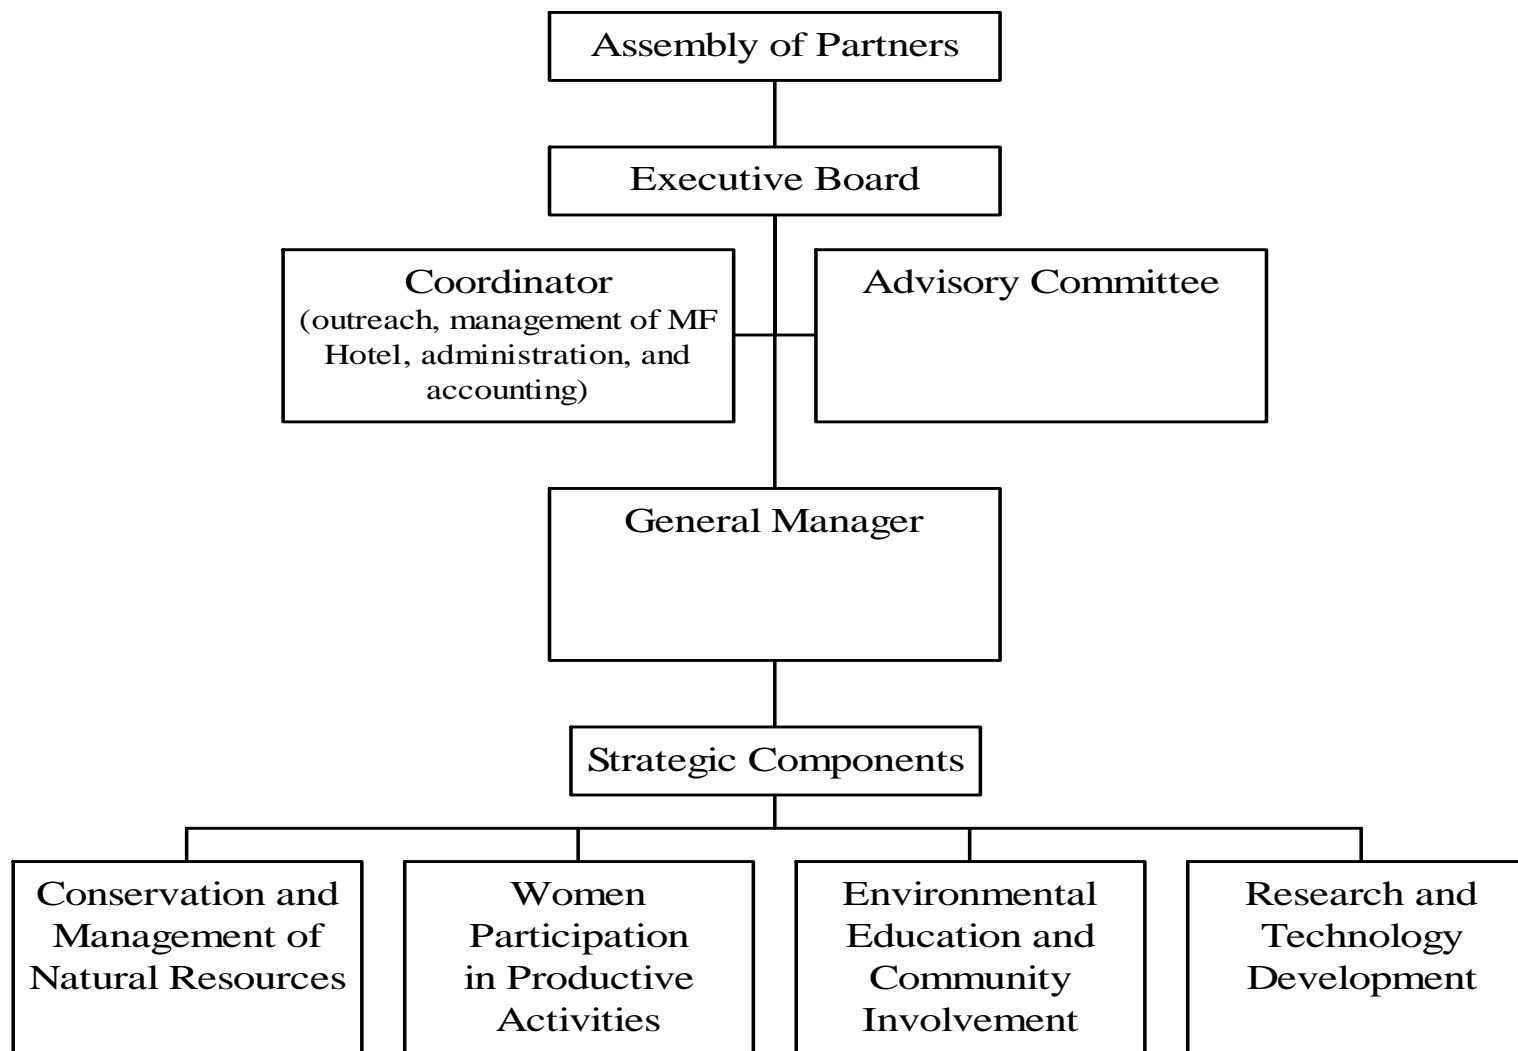 Assembly of Partners
Executive Board
Coordinator
(outreach, management of MF
Hotel, administration, and
accounting)
Advisory Committee
General Manager
Strategic Components
Conservation and
Management of
Natural Resources
Women
Participation
in Productive
Activities
Environmental
Education and
Community
Involvement
Research and
Technology
Development